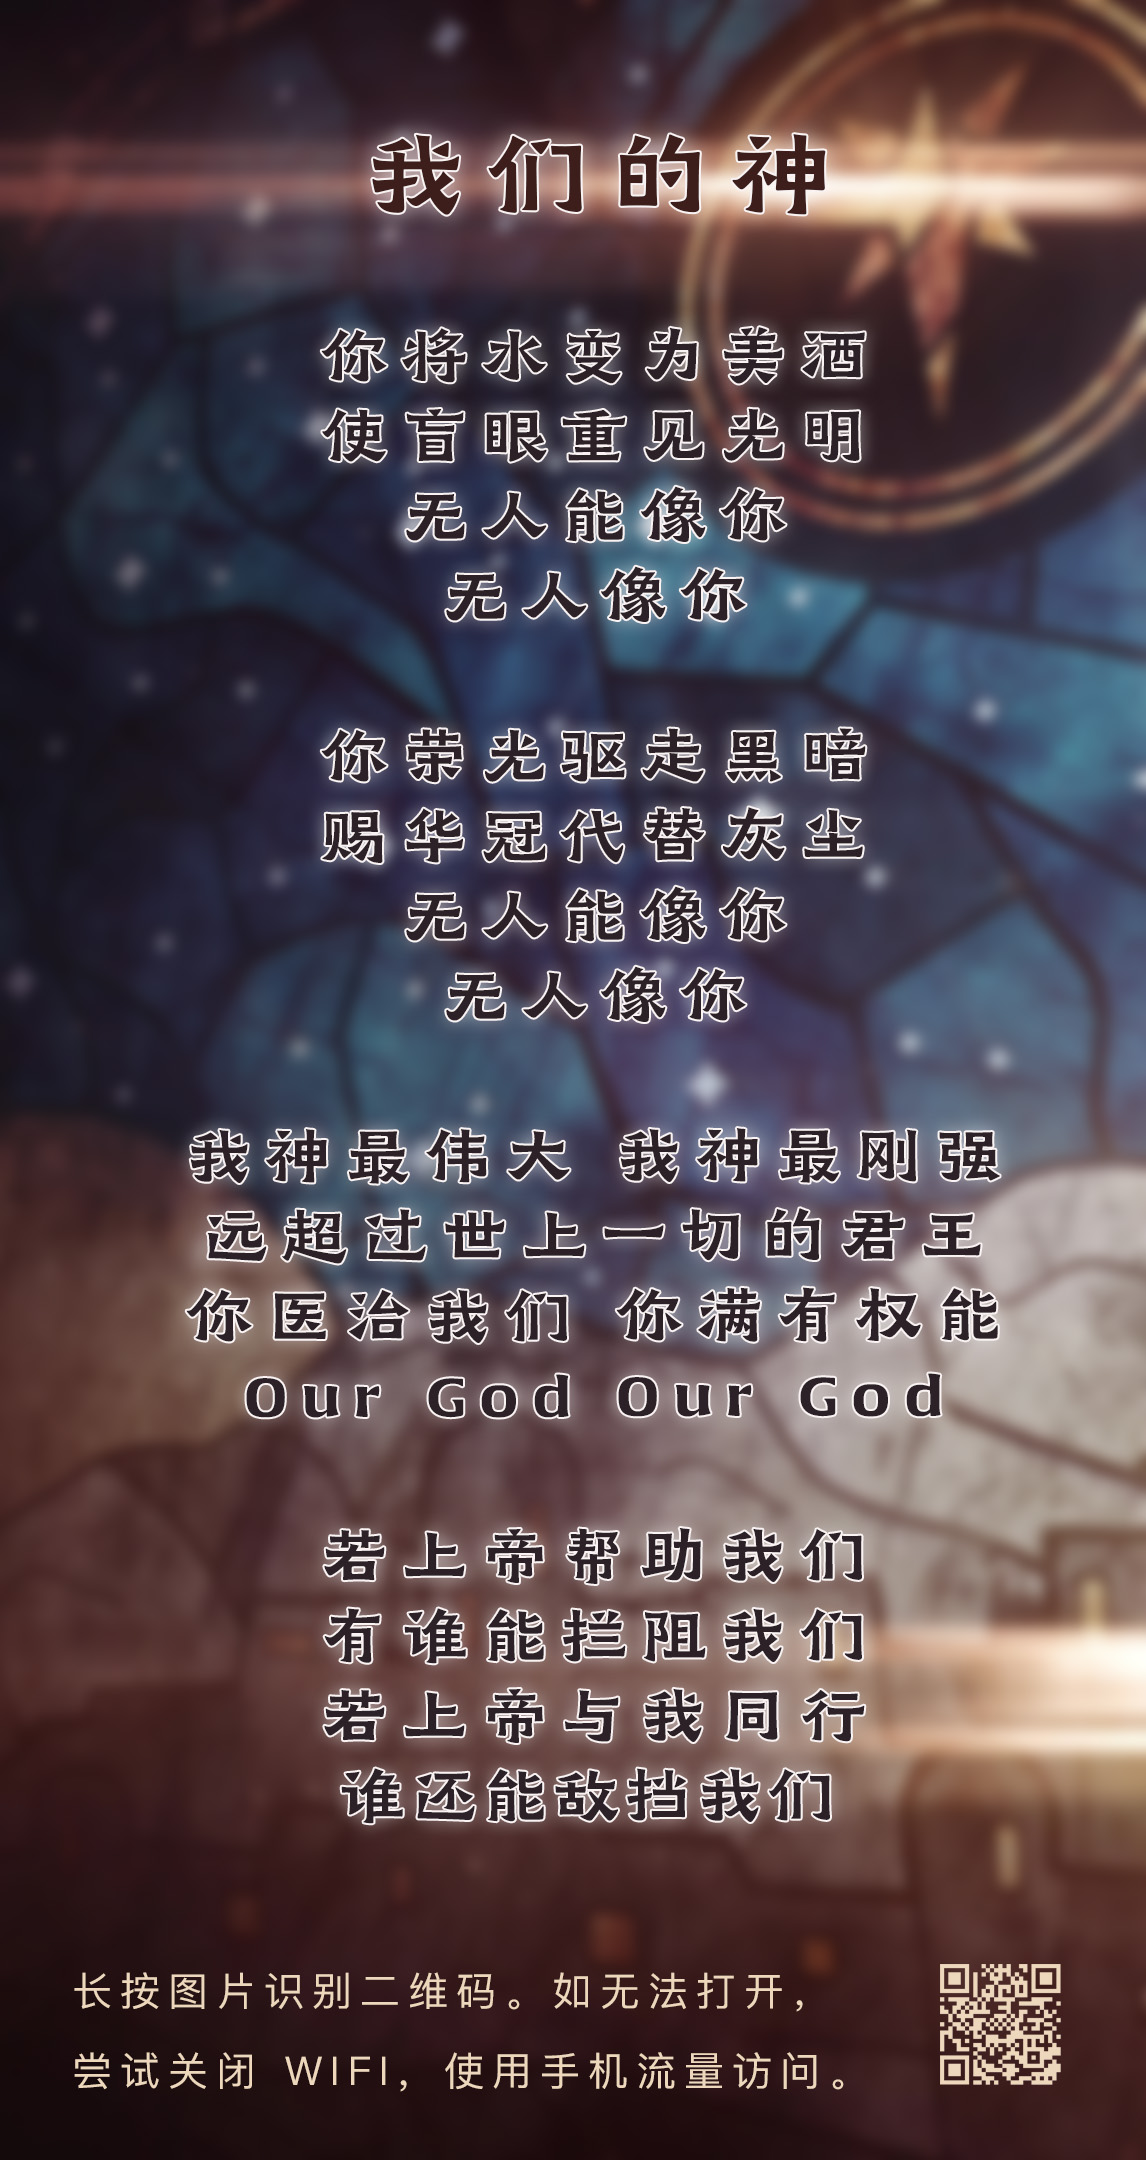 我们的神
你将水变为美酒
使盲眼重见光明
无人能像你
无人像你
你荣光驱走黑暗
赐华冠代替灰尘
无人能像你
无人像你
我神最伟大 我神最刚强
远超过世上一切的君王
你医治我们 你满有权能
Our God Our God
若上帝帮助我们
有谁能拦阻我们
若上帝与我同行
谁还能敌挡我们
长按图片识别二维码。如无法打开，
尝试关闭 WIFI，使用手机流量访问。